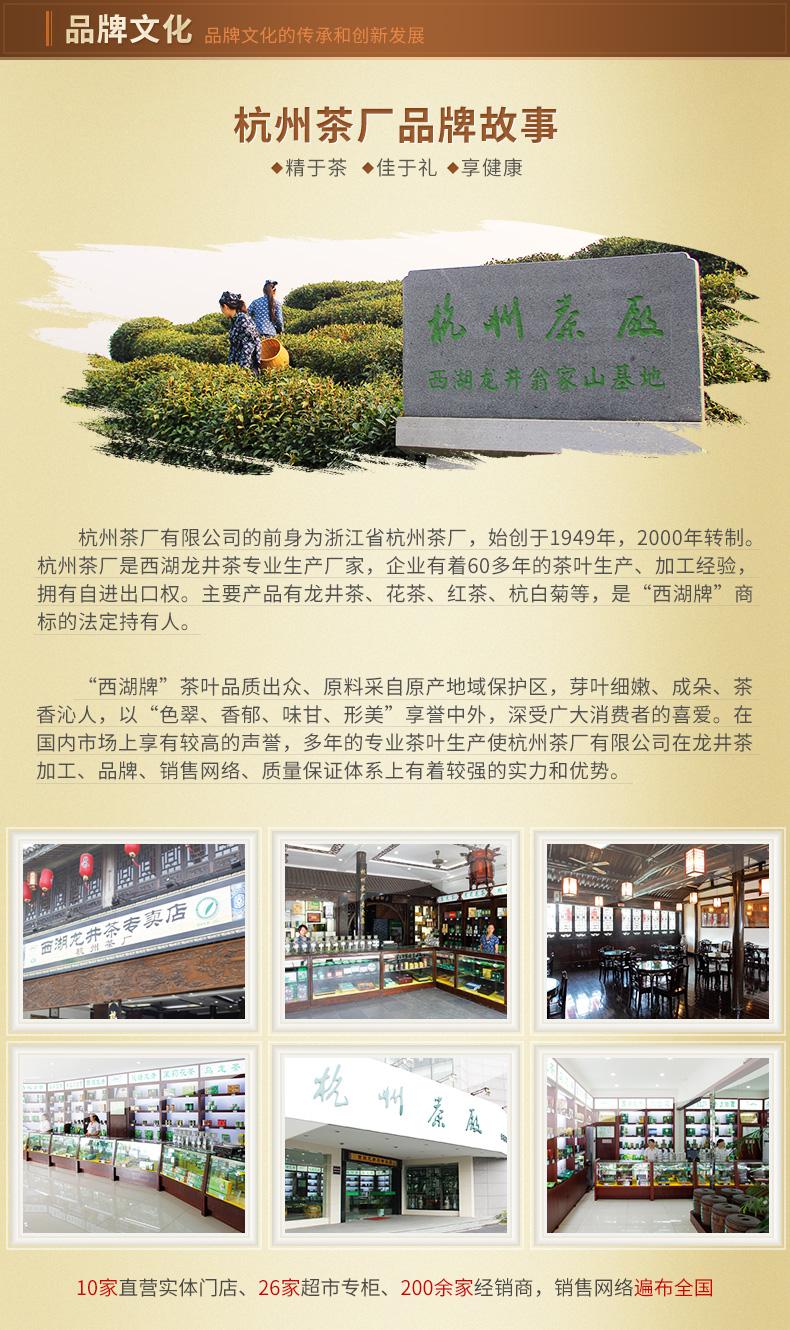 品牌文化 品牌文化的传承和创新发展
杭州茶厂品牌故事
◆精于茶 ◆佳于礼 ◆享健康
杭州茶厰
西湖龙井翁家山基地
杭州茶厂有限公司的前身为浙江省杭州茶厂，始创于1949年，2000年转制。
杭州茶厂是西湖龙井茶专业生产厂家，企业有着60多年的茶叶生产、加工经验，
拥有自进出口权。主要产品有龙井茶、花茶、红茶、杭白菊等，是“西湖牌”商
标的法定持有人。
“西湖牌”茶叶品质出众、原料采自原产地域保护区，芽叶细嫩、成朵、茶
香沁人，以“色翠、香郁、味甘、形美”享誉中外，深受广大消费者的喜爱。在
国内市场上享有较高的声誉，多年的专业茶叶生产使杭州茶厂有限公司在龙井茶
加工、品牌、销售网络、质量保证体系上有着较强的实力和优势。
西湖龙井茶专卖店
杭州茶厂
茉莉花茶
乌龙茶
杭州茶厰
10家直营实体门店、26家超市专柜、200余家经销商，销售网络遍布全国